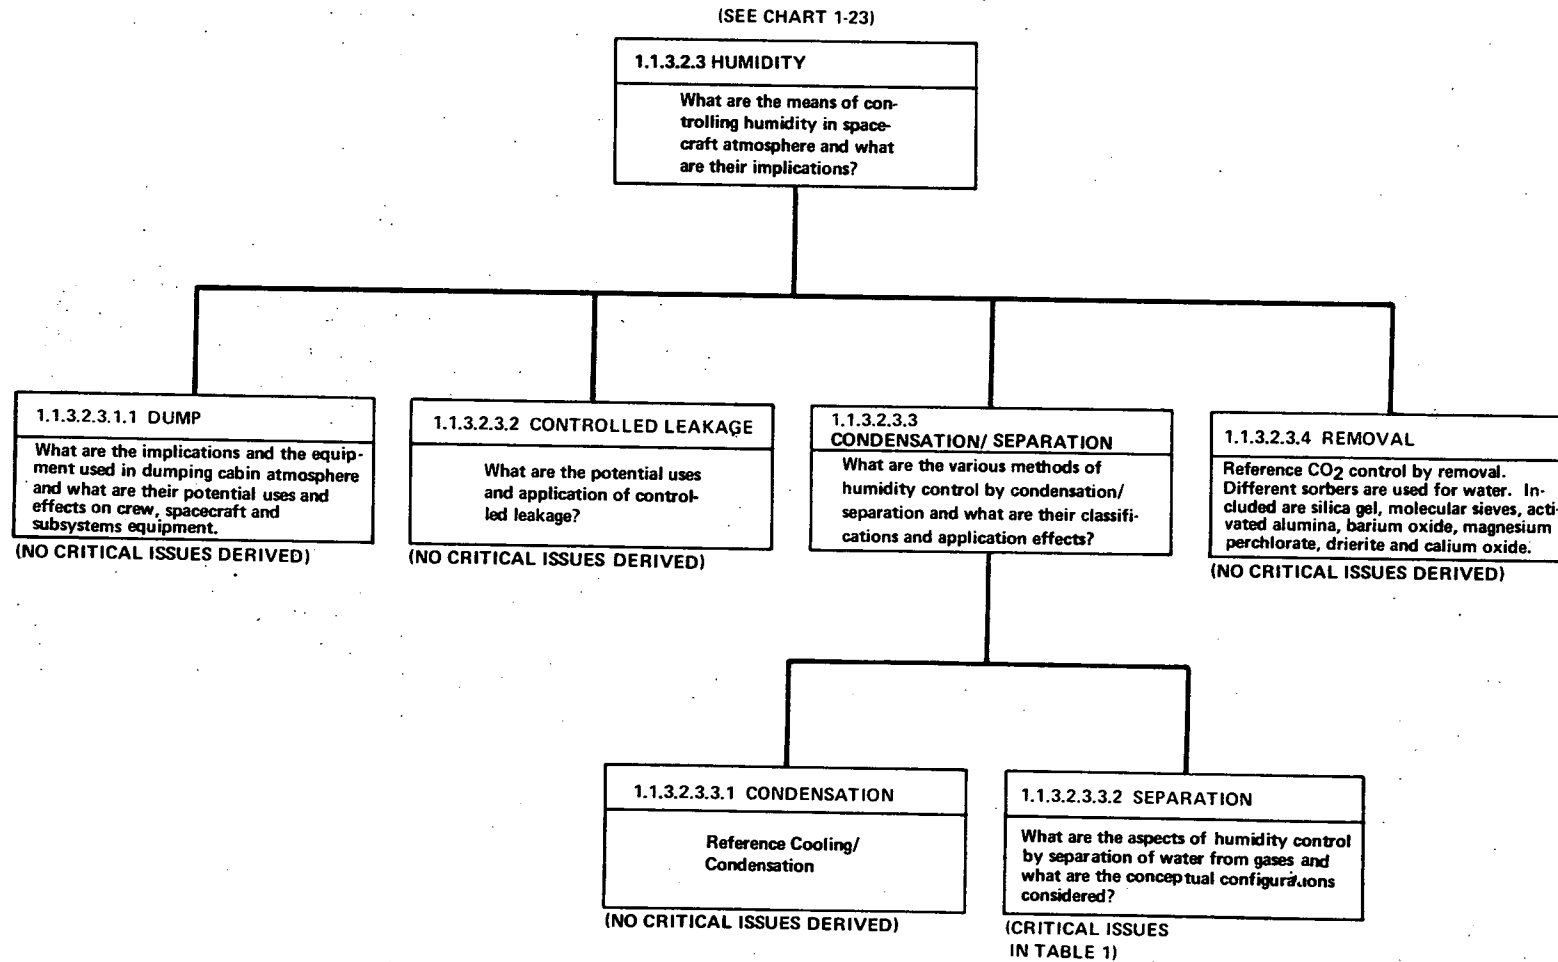 (SEE CHART 1-23)
1.1.3.2.3 HUMIDITY
What are the means of con-
trolling humidity in space-
craft atmosphere and what
are their implications?
1.1.3.2.3.1.1 DUMP
What are the implications and the equip-
ment used in dumping cabin atmosphere
and what are their potential uses and
effects on crew, spacecraft and
subsystems equipment.
(NO CRITICAL ISSUES DERIVED)
1.1.3.2.3.2 CONTROLLED LEAKAGE
What are the potential uses
and application of control-
led leakage?
(NO CRITICAL ISSUES DERIVED)
1.1.3.2.3.3
CONDENSATION/ SEPARATION
What are the various methods of
humidity control by condensation/
separation and what are their classifi-
cations and application effects?
1.1.3.2.3.4 REMOVAL
Reference CO2 control by removal.
Different sorbers are used for water. In-
cluded are silica gel, molecular sieves, acti-
vated alumina, barium oxide, magnesium
perchlorate, drierite and calium oxide.
(NO CRITICAL ISSUES DERIVED)
1.1.3.2.3.3.1 CONDENSATION
Reference Cooling/
Condensation
(NO CRITICAL ISSUES DERIVED)
1.1.3.2.3.3.2 SEPARATION
What are the aspects of humidity control
by separation of water from gases and
what are the conceptual configurations
considered?
(CRITICAL ISSUES
IN TABLE 1)